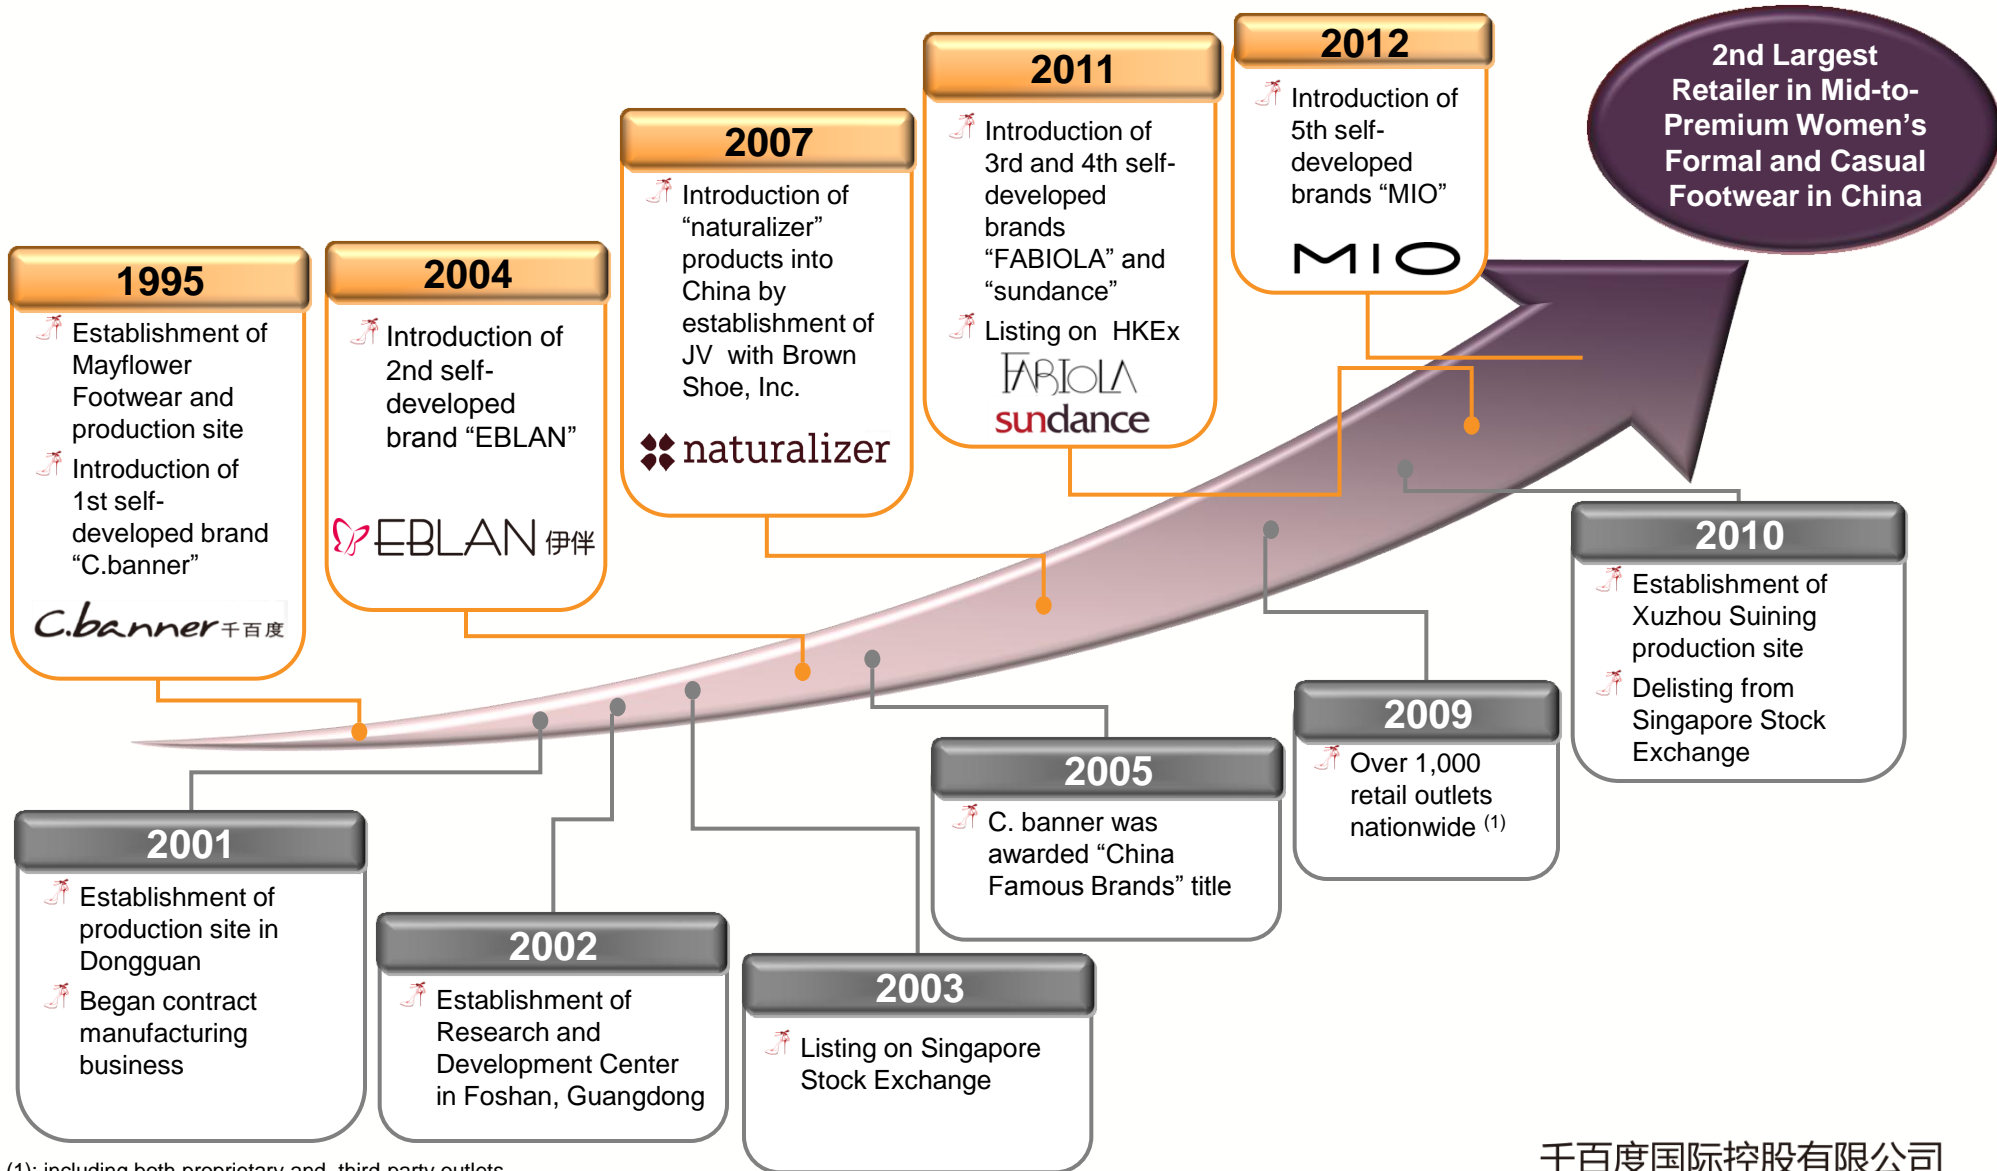 1995
Establishment of
Mayflower
Footwear and
production site
Introduction of
1st self-
developed brand
“C.banner”
C.banner 千百度
2004
Introduction of
2nd self-
developed
brand “EBLAN”
EBLAN 伊伴
2007
Introduction of
“naturalizer”
products into
China by
establishment of
JV with Brown
Shoe, Inc.
naturalizer
2011
Introduction of
3rd and 4th self-
developed
brands
“FABIOLA” and
“sundance”
Listing on HKEx
FABIOLA
sundance
2012
Introduction of
5th self-
developed
brands “MIO”
MIO
2nd Largest
Retailer in Mid-to-
Premium Women’s
Formal and Casual
Footwear in China
2001
Establishment of
production site in
Dongguan
Began contract
manufacturing
business
2002
Establishment of
Research and
Development Center
in Foshan, Guangdong
2003
Listing on Singapore
Stock Exchange
2005
C. banner was
awarded “China
Famous Brands” title
2009
Over 1,000
retail outlets
nationwide (1)
2010
Establishment of
Xuzhou Suining
production site
Delisting from
Singapore Stock
Exchange
(1): including both proprietary and third party outlets
千百度国际控股有限公司